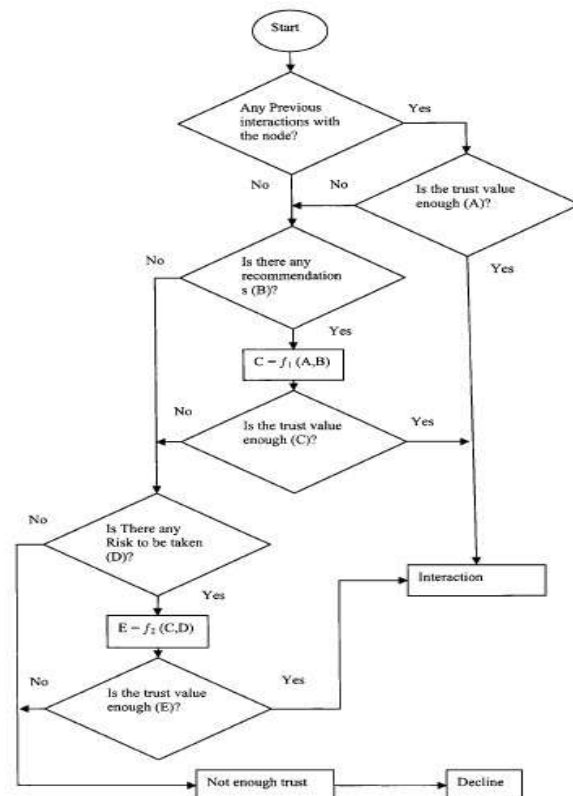 Start
Any Previous
interactions with
the node?
Yes
No
No
Is the trust value
enough (A)?
Yes
No
Is there any
recommendation
s (B)?
Yes
C = f₁ (A,B)
No
Is the trust value
enough (C)?
Yes
No
Is There any
Risk to be taken
(D)?
Yes
Interaction
E = f₂ (C,D)
No
Is the trust value
enough (E)?
Yes
Not enough trust
Decline